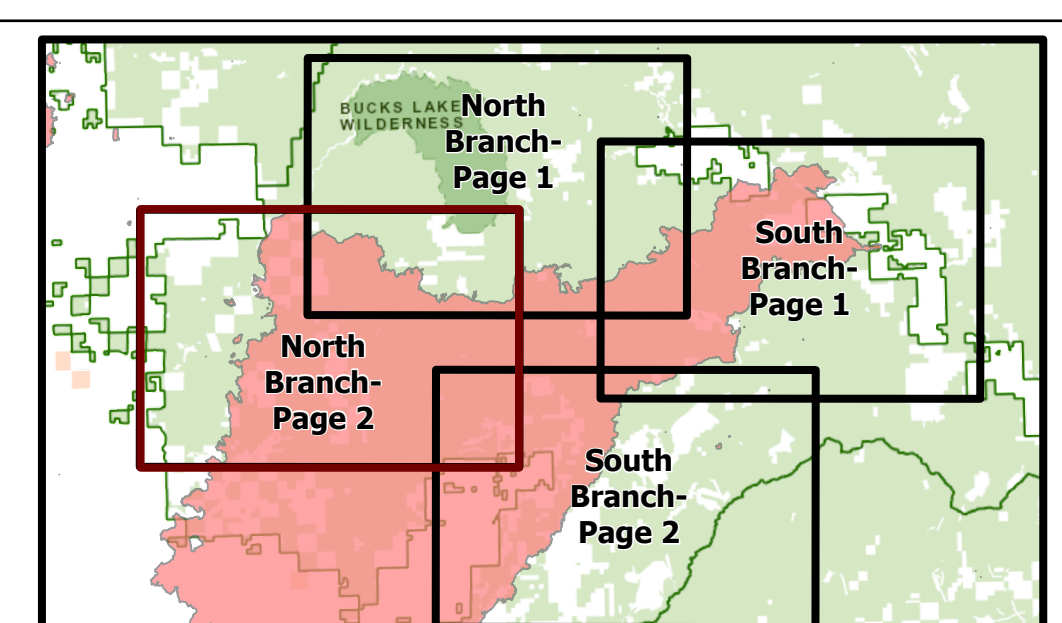 BUCKS LAKE
WILDERNESS
North
Branch-
Page 1
South
Branch-
Page 1
North
Branch-
Page 2
South
Branch-
Page 2